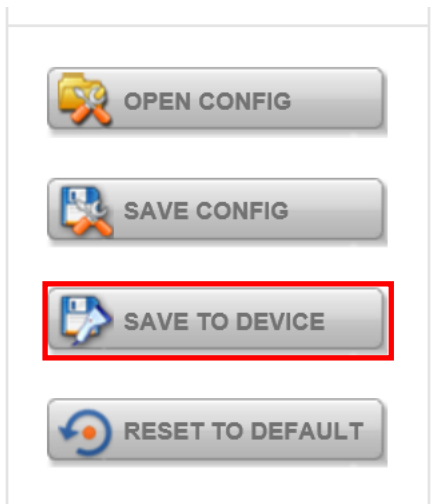 OPEN CONFIG
SAVE CONFIG
SAVE TO DEVICE
RESET TO DEFAULT